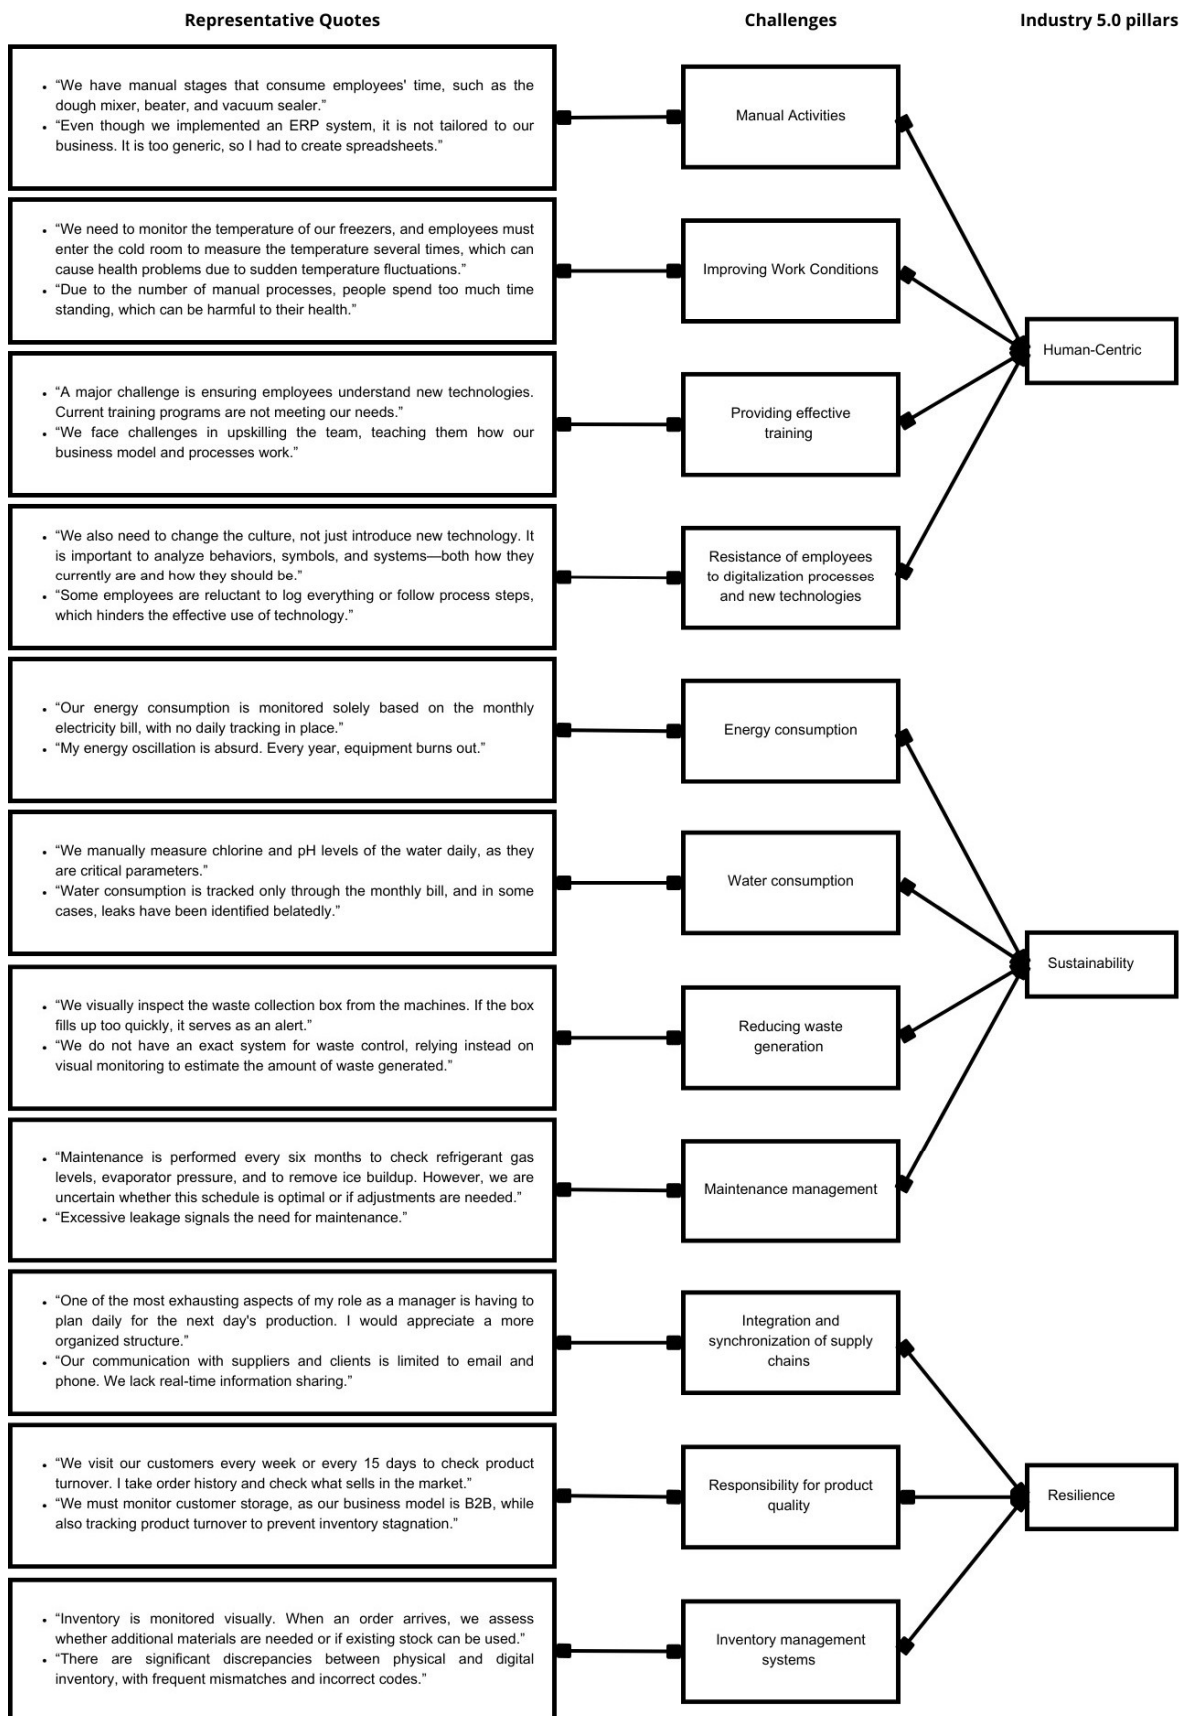 Representative Quotes
Challenges
Industry 5.0 pillars
• “We have manual stages that consume employees' time, such as the
dough mixer, beater, and vacuum sealer.”
• “Even though we implemented an ERP system, it is not tailored to our
business. It is too generic, so I had to create spreadsheets.”
Manual Activities
• “We need to monitor the temperature of our freezers, and employees must
enter the cold room to measure the temperature several times, which can
cause health problems due to sudden temperature fluctuations.”
• “Due to the number of manual processes, people spend too much time
standing, which can be harmful to their health.”
Improving Work Conditions
Human-Centric
• “A major challenge is ensuring employees understand new technologies.
Current training programs are not meeting our needs.”
• “We face challenges in upskilling the team, teaching them how our
business model and processes work.”
Providing effective
training
• “We also need to change the culture, not just introduce new technology. It
is important to analyze behaviors, symbols, and systems—both how they
currently are and how they should be.”
• “Some employees are reluctant to log everything or follow process steps,
which hinders the effective use of technology.”
Resistance of employees
to digitalization processes
and new technologies
• “Our energy consumption is monitored solely based on the monthly
electricity bill, with no daily tracking in place.”
• “My energy oscillation is absurd. Every year, equipment burns out.”
Energy consumption
• “We manually measure chlorine and pH levels of the water daily, as they
are critical parameters.”
• “Water consumption is tracked only through the monthly bill, and in some
cases, leaks have been identified belatedly.”
Water consumption
Sustainability
• “We visually inspect the waste collection box from the machines. If the box
fills up too quickly, it serves as an alert.”
• “We do not have an exact system for waste control, relying instead on
visual monitoring to estimate the amount of waste generated.”
Reducing waste
generation
• “Maintenance is performed every six months to check refrigerant gas
levels, evaporator pressure, and to remove ice buildup. However, we are
uncertain whether this schedule is optimal or if adjustments are needed.”
• “Excessive leakage signals the need for maintenance.”
Maintenance management
• “One of the most exhausting aspects of my role as a manager is having to
plan daily for the next day's production. I would appreciate a more
organized structure.”
• “Our communication with suppliers and clients is limited to email and
phone. We lack real-time information sharing.”
Integration and
synchronization of supply
chains
• “We visit our customers every week or every 15 days to check product
turnover. I take order history and check what sells in the market.”
• “We must monitor customer storage, as our business model is B2B, while
also tracking product turnover to prevent inventory stagnation.”
Responsibility for product
quality
Resilience
• “Inventory is monitored visually. When an order arrives, we assess
whether additional materials are needed or if existing stock can be used.”
• “There are significant discrepancies between physical and digital
inventory, with frequent mismatches and incorrect codes.”
Inventory management
systems